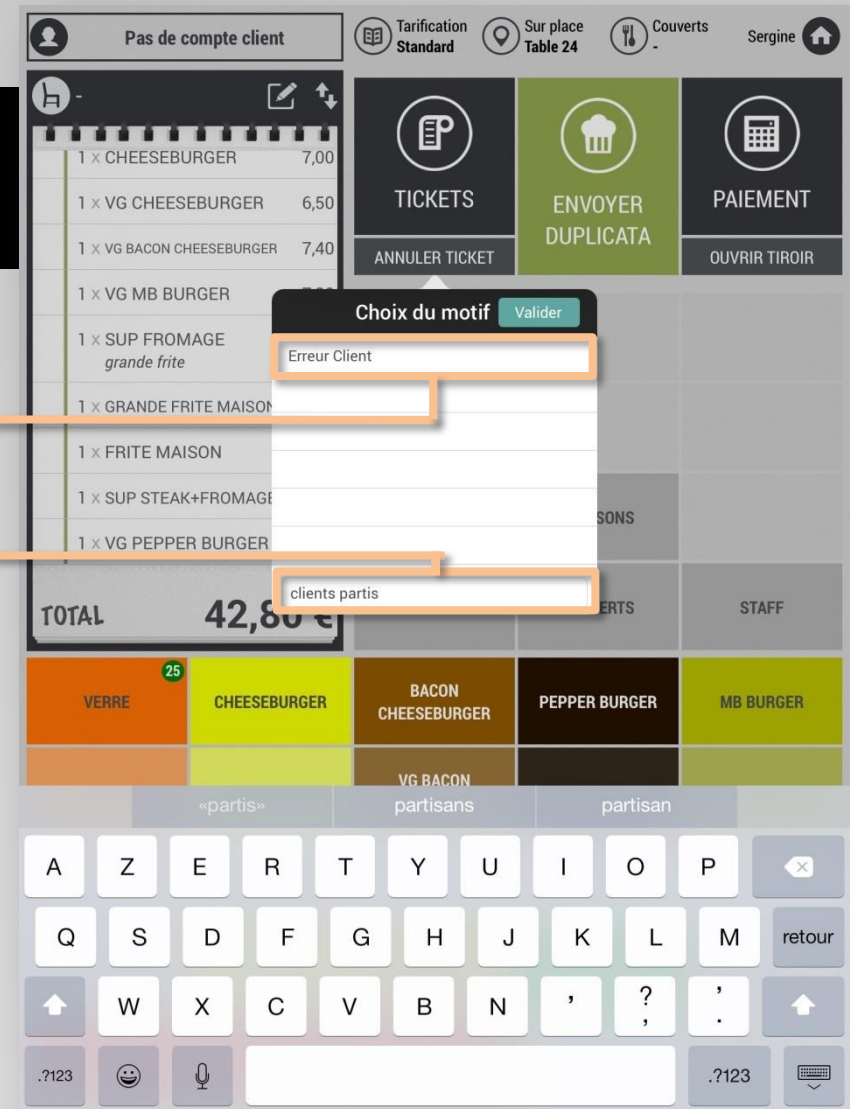 Pas de compte client
Tarification
Standard
Sur place
Table 24
Couverts
-
Sergine
-
1 x CHEESEBURGER 7,00
1 x VG CHEESEBURGER 6,50
1 x VG BACON CHEESEBURGER 7,40
1 x VG MB BURGER
1 x SUP FROMAGE
grande frite
1 x GRANDE FRITE MAISON
1 x FRITE MAISON
1 x SUP STEAK+FROMAGE
1 x VG PEPPER BURGER
TOTAL 42,80 €
TICKETS
ANNULER TICKET
ENVOYER
DUPLICATA
PAIEMENT
OUVRIR TIROIR
Choix du motif
Valider
Erreur Client
clients partis
SONS
ERTS
STAFF
25
VERRE
CHEESEBURGER
BACON
CHEESEBURGER
PEPPER BURGER
MB BURGER
VG BACON
«partis» partisans partisan
A Z E R T Y U I O P
Q S D F G H J K L M retour
W X C V B N ' ? , ' .
.?123 .?123